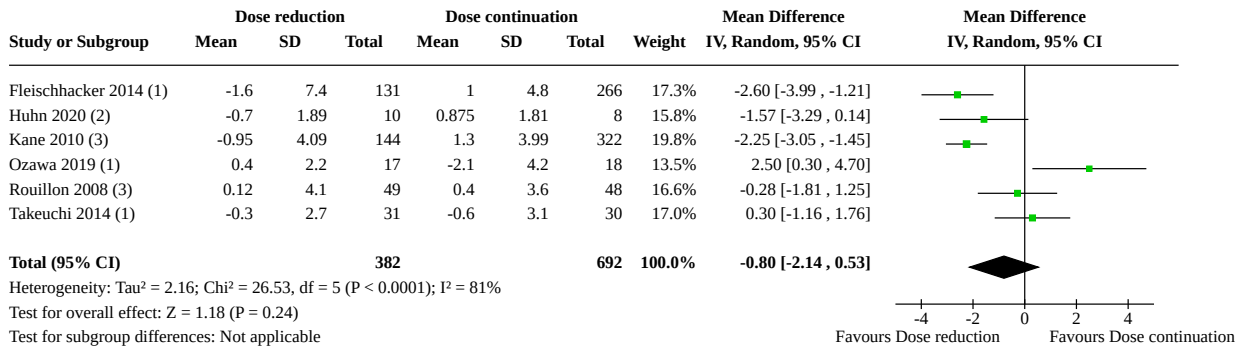 Dose reduction Dose continuation Mean Difference Mean Difference
Study or Subgroup Mean SD Total Mean SD Total Weight IV, Random, 95% CI IV, Random, 95% CI
Fleischhacker 2014 (1) -1.6 7.4 131 1 4.8 266 17.3% -2.60 [-3.99 , -1.21]
Huhn 2020 (2) -0.7 1.89 10 0.875 1.81 8 15.8% -1.57 [-3.29 , 0.14]
Kane 2010 (3) -0.95 4.09 144 1.3 3.99 322 19.8% -2.25 [-3.05 , -1.45]
Ozawa 2019 (1) 0.4 2.2 17 -2.1 4.2 18 13.5% 2.50 [0.30 , 4.70]
Rouillon 2008 (3) 0.12 4.1 49 0.4 3.6 48 16.6% -0.28 [-1.81 , 1.25]
Takeuchi 2014 (1) -0.3 2.7 31 -0.6 3.1 30 17.0% 0.30 [-1.16 , 1.76]
Total (95% CI) 382 692 100.0% -0.80 [-2.14 , 0.53]
Heterogeneity: Tau² = 2.16; Chi² = 26.53, df = 5 (P < 0.0001); I² = 81%
Test for overall effect: Z = 1.18 (P = 0.24)
Test for subgroup differences: Not applicable
-4 -2 0 2 4
Favours Dose reduction Favours Dose continuation